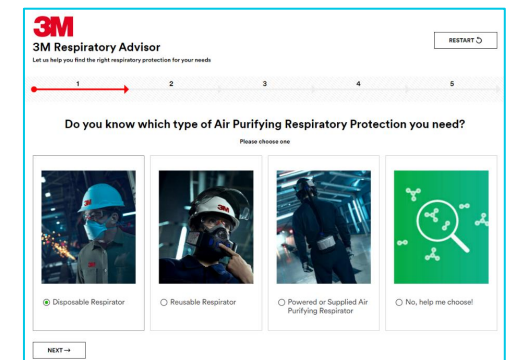 3M
3M Respiratory Advisor
Let us help you find the right respiratory protection for your needs
RESTART
1 2 3 4 5
Do you know which type of Air Purifying Respiratory Protection you need?
Please choose one
3M
3M
Disposable Respirator
Reusable Respirator
Powered or Supplied Air
Purifying Respirator
No, help me choose!
NEXT→